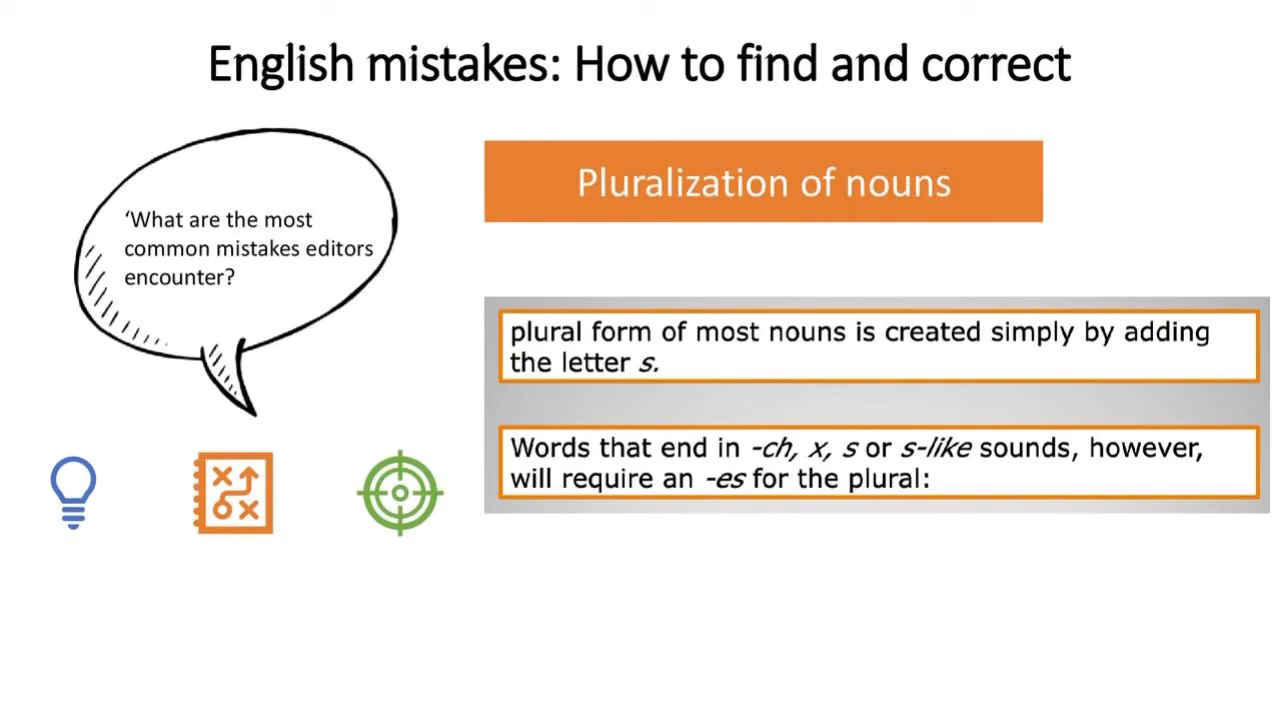 English mistakes: How to find and correct
‘What are the most
common mistakes editors
encounter?
Pluralization of nouns
plural form of most nouns is created simply by adding
the letter s.
Words that end in -ch, x, s or s-like sounds, however,
will require an -es for the plural: